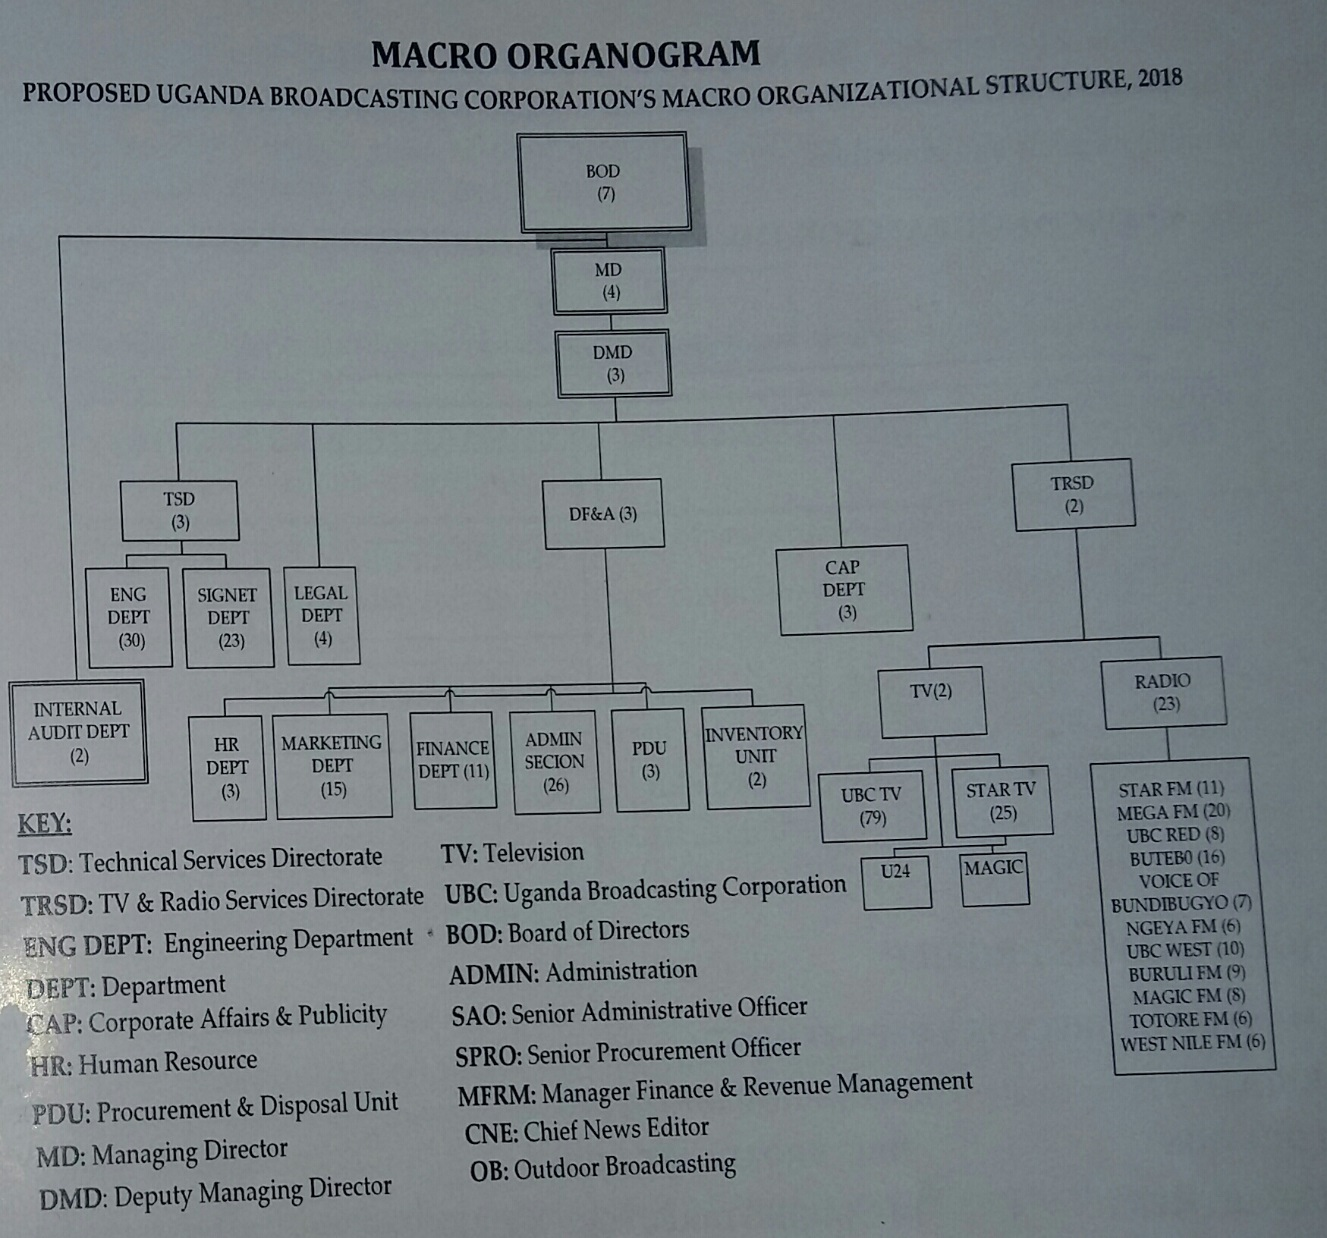 MACRO ORGANOGRAM
PROPOSED UGANDA BROADCASTING CORPORATION'S MACRO ORGANIZATIONAL STRUCTURE, 2018
BOD
(7)
MD
(4)
DMD
(3)
TSD
(3)
DF&A (3)
TRSD
(2)
ENG
DEPT
(30)
SIGNET
DEPT
(23)
LEGAL
DEPT
(4)
CAP
DEPT
(3)
INTERNAL
AUDIT DEPT
(2)
HR
DEPT
(3)
MARKETING
DEPT
(15)
FINANCE
DEPT (11)
ADMIN
SECION
(26)
PDU
(3)
INVENTORY
UNIT
(2)
TV(2)
RADIO
(23)
UBC TV
(79)
STAR TV
(25)
U24
MAGIC
STAR FM (11)
MEGA FM (20)
UBC RED (8)
BUTEB0 (16)
VOICE OF
BUNDIBUGYO (7)
NGEYA FM (6)
UBC WEST (10)
BURULI FM (9)
MAGIC FM (8)
TOTORE FM (6)
WEST NILE FM (6)
KEY:
TSD: Technical Services Directorate
TRSD: TV & Radio Services Directorate
ENG DEPT: Engineering Department
DEPT: Department
CAP: Corporate Affairs & Publicity
HR: Human Resource
PDU: Procurement & Disposal Unit
MD: Managing Director
DMD: Deputy Managing Director
TV: Television
UBC: Uganda Broadcasting Corporation
BOD: Board of Directors
ADMIN: Administration
SAO: Senior Administrative Officer
SPRO: Senior Procurement Officer
MFRM: Manager Finance & Revenue Management
CNE: Chief News Editor
OB: Outdoor Broadcasting